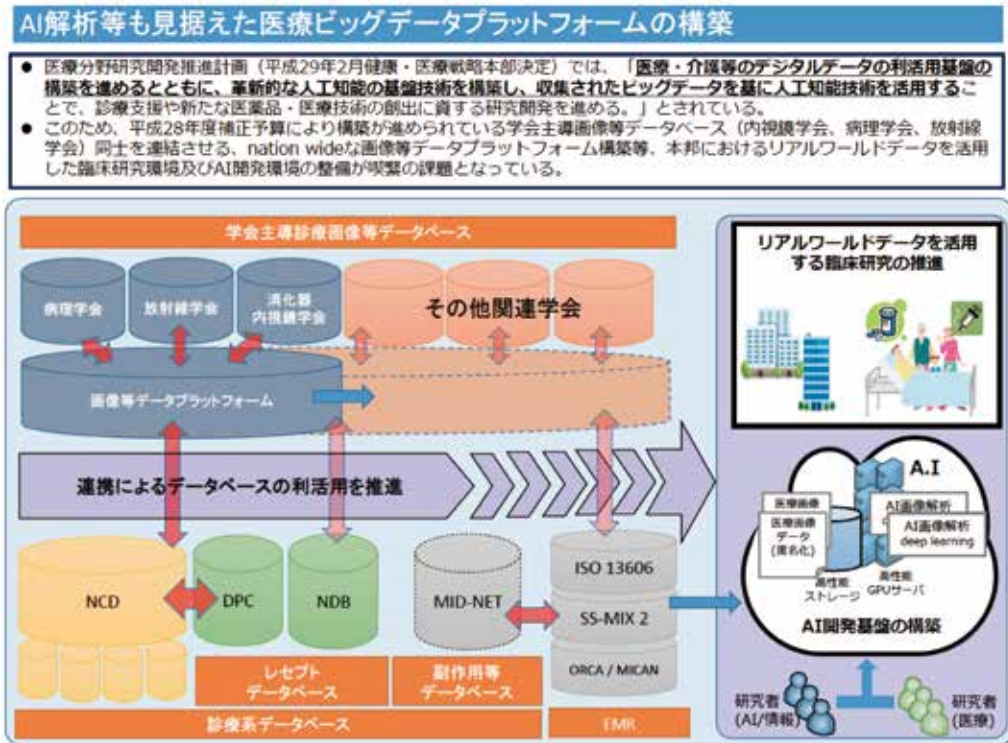 AI解析等も見据えた医療ビッグデータプラットフォームの構築
● 医療分野研究開発推進計画（平成29年2月健康・医療戦略本部決定）では、「医療・介護等のデジタルデータの利活用基盤の
構築を進めるとともに、革新的な人工知能の基盤技術を構築し、収集されたビッグデータを基に人工知能技術を活用するこ
とで、診療支援や新たな医薬品・医療技術の創出に資する研究開発を進める。」とされている。
● このため、平成28年度補正予算により構築が進められている学会主導画像等データベース（内視鏡学会、病理学会、放射線
学会）同士を連結させる、nation wideな画像等データプラットフォーム構築等、本邦におけるリアルワールドデータを活用
した臨床研究環境及びAI開発環境の整備が喫緊の課題となっている。
学会主導診療画像等データベース
病理学会
放射線学会
消化器
内視鏡学会
その他関連学会
画像等データプラットフォーム
連携によるデータベースの利活用を推進
NCD
DPC
NDB
MID-NET
ISO 13606
SS-MIX 2
ORCA / MICAN
レセプト
データベース
副作用等
データベース
診療系データベース
EMR
リアルワールドデータを活用
する臨床研究の推進
A.I
医療画像
医療画像
データ
(匿名化)
AI画像解析
AI画像解析
deep learning
高性能
ストレージ
高性能
GPUサーバ
AI開発基盤の構築
研究者
(AI/情報)
研究者
(医療)